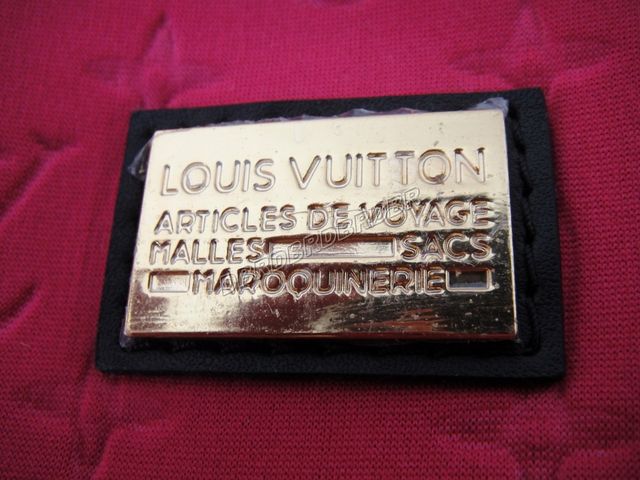 LOUIS VUITTON
ARTICLES DE VOYAGE
MALLES SACS
MAROQUINERIE